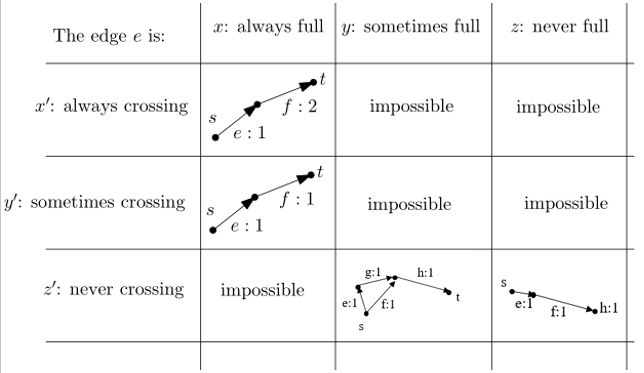 The edge e is:
x: always full
y: sometimes full
z: never full
x′: always crossing
s
e : 1
f : 2
t
impossible
impossible
y′: sometimes crossing
s
e : 1
f : 1
t
impossible
impossible
z′: never crossing
impossible
g:1
h:1
e:1
f:1
s
t
s
e:1
f:1
h:1